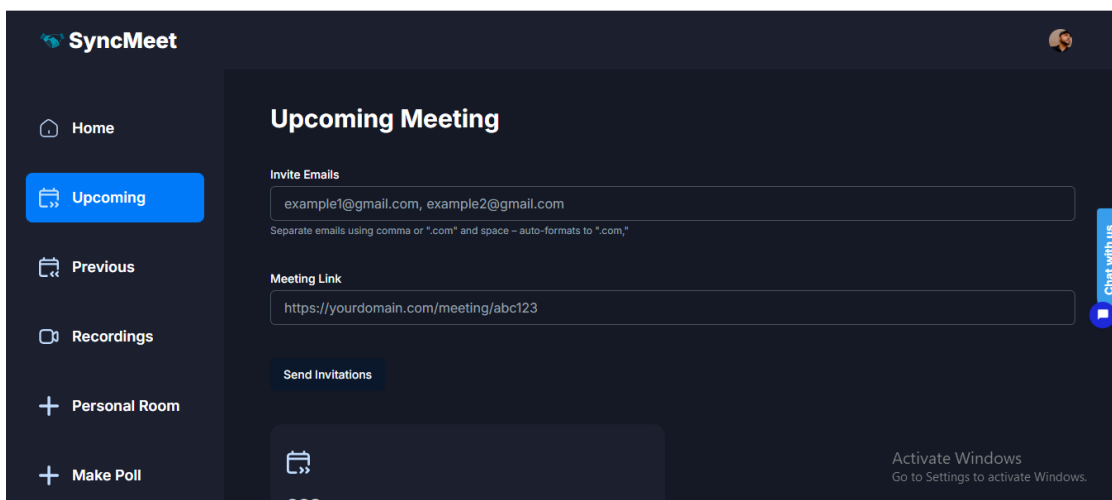 SyncMeet
Home
Upcoming
Previous
Recordings
Personal Room
Make Poll
Upcoming Meeting
Invite Emails
example1@gmail.com, example2@gmail.com
Separate emails using comma or ".com" and space – auto-formats to ".com,"
Meeting Link
https://yourdomain.com/meeting/abc123
Send Invitations
Chat with us
Activate Windows
Go to Settings to activate Windows.